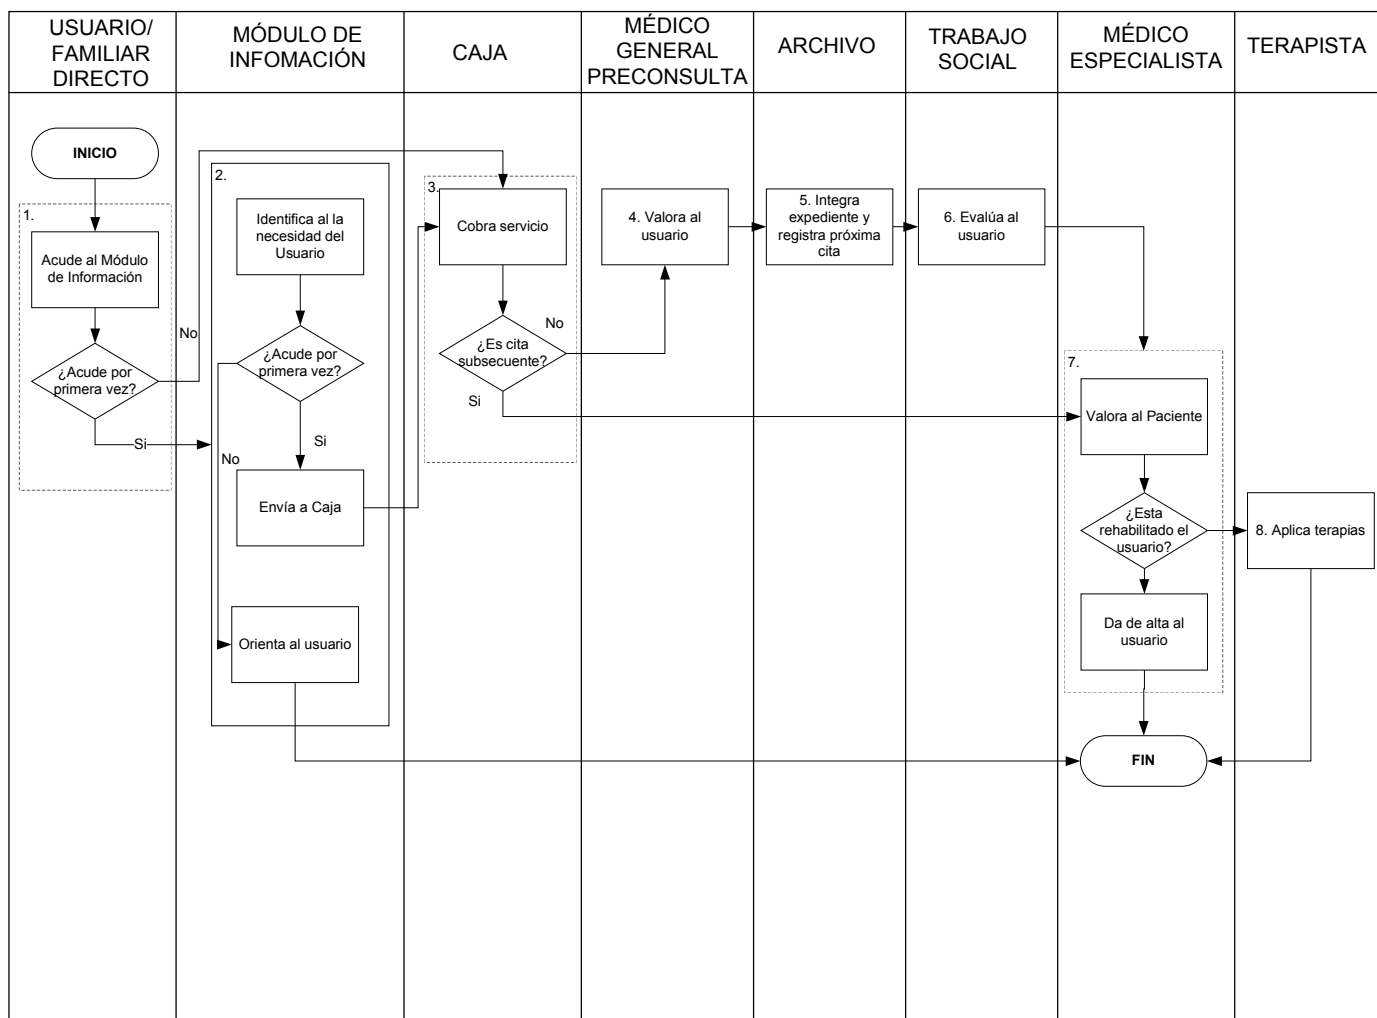 USUARIO/
FAMILIAR
DIRECTO
MÓDULO DE
INFOMACIÓN
CAJA
MÉDICO
GENERAL
PRECONSULTA
ARCHIVO
TRABAJO
SOCIAL
MÉDICO
ESPECIALISTA
TERAPISTA
INICIO
1.
Acude al Módulo
de Información
¿Acude por
primera vez?
No
Si
2.
Identifica al la
necesidad del
Usuario
¿Acude por
primera vez?
Si
No
Envía a Caja
Orienta al usuario
3.
Cobra servicio
¿Es cita
subsecuente?
No
Si
4. Valora al
usuario
5. Integra
expediente y
registra próxima
cita
6. Evalúa al
usuario
7.
Valora al Paciente
¿Esta
rehabilitado el
usuario?
Da de alta al
usuario
FIN
8. Aplica terapias